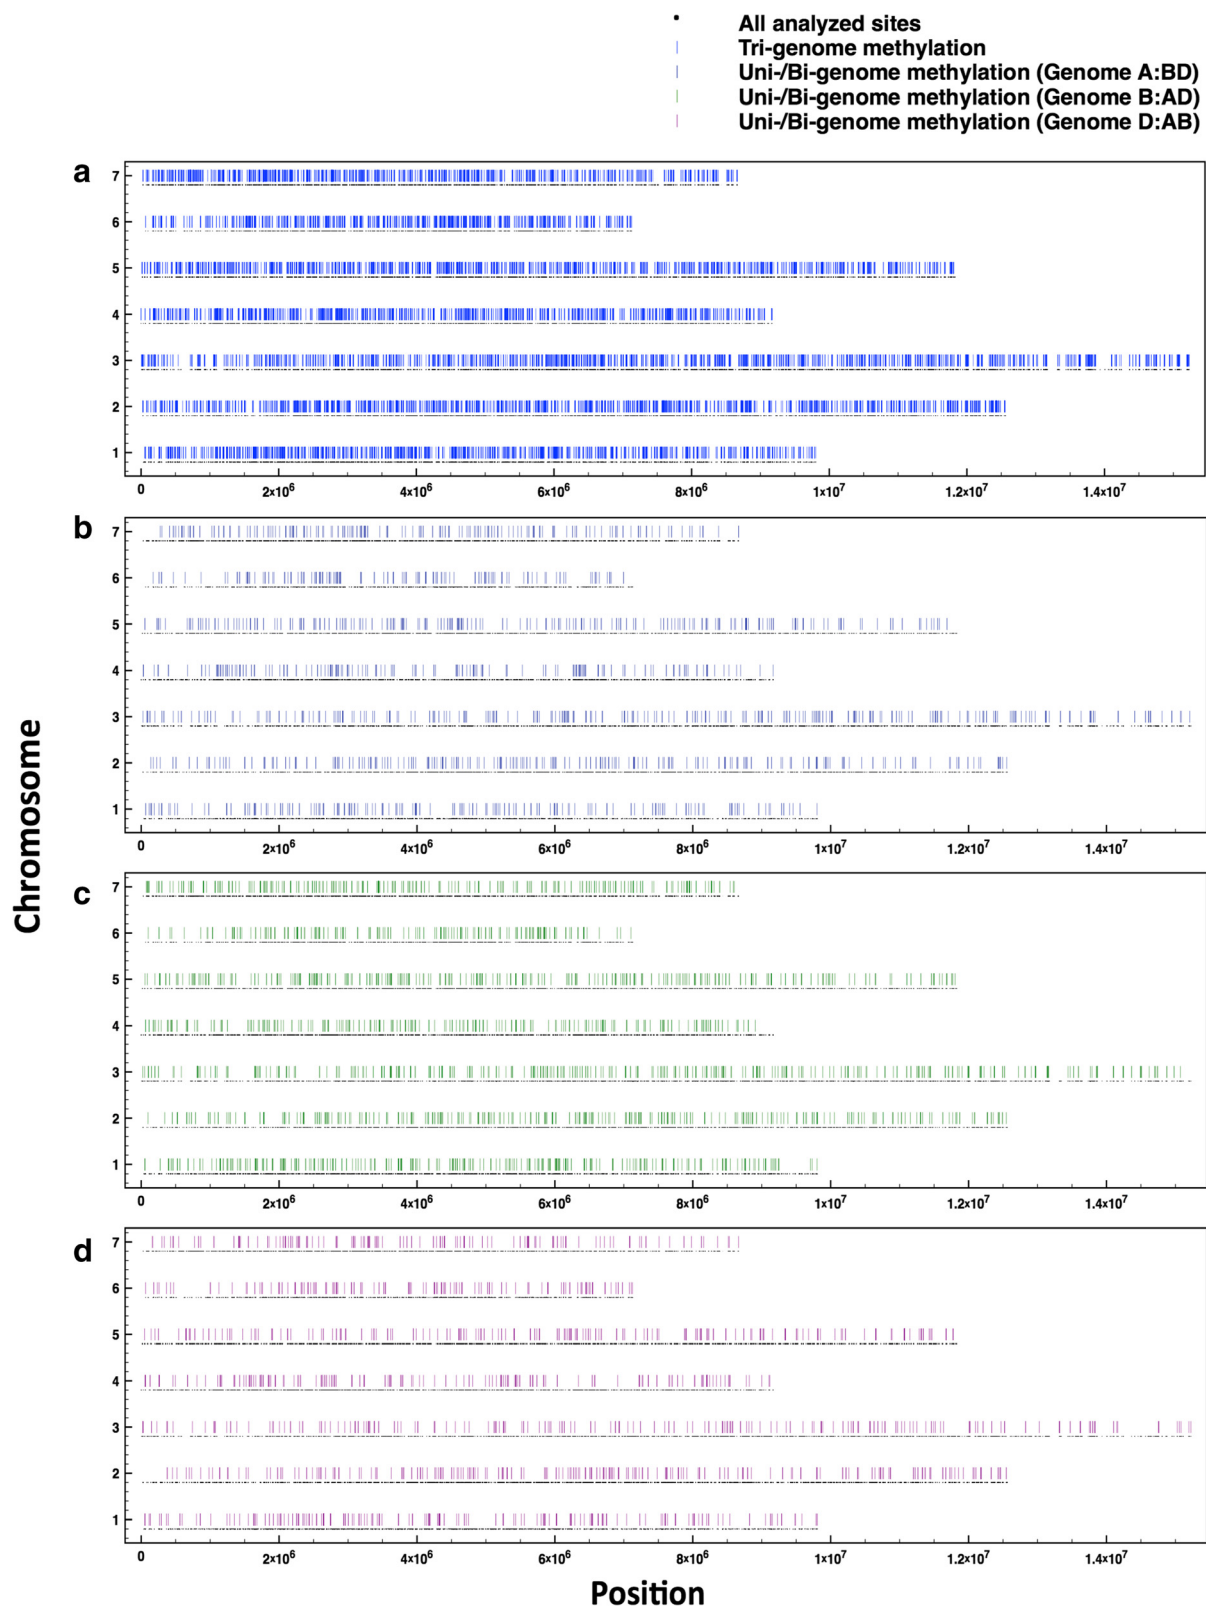 All analyzed sites
Tri-genome methylation
Uni-/Bi-genome methylation (Genome A:BD)
Uni-/Bi-genome methylation (Genome B:AD)
Uni-/Bi-genome methylation (Genome D:AB)
a
7
6
5
4
3
2
1
0 2x10⁶ 4x10⁶ 6x10⁶ 8x10⁶ 1x10⁷ 1.2x10⁷ 1.4x10⁷
b
7
6
5
4
3
2
1
0 2x10⁶ 4x10⁶ 6x10⁶ 8x10⁶ 1x10⁷ 1.2x10⁷ 1.4x10⁷
Chromosome
c
7
6
5
4
3
2
1
0 2x10⁶ 4x10⁶ 6x10⁶ 8x10⁶ 1x10⁷ 1.2x10⁷ 1.4x10⁷
d
7
6
5
4
3
2
1
0 2x10⁶ 4x10⁶ 6x10⁶ 8x10⁶ 1x10⁷ 1.2x10⁷ 1.4x10⁷
Position